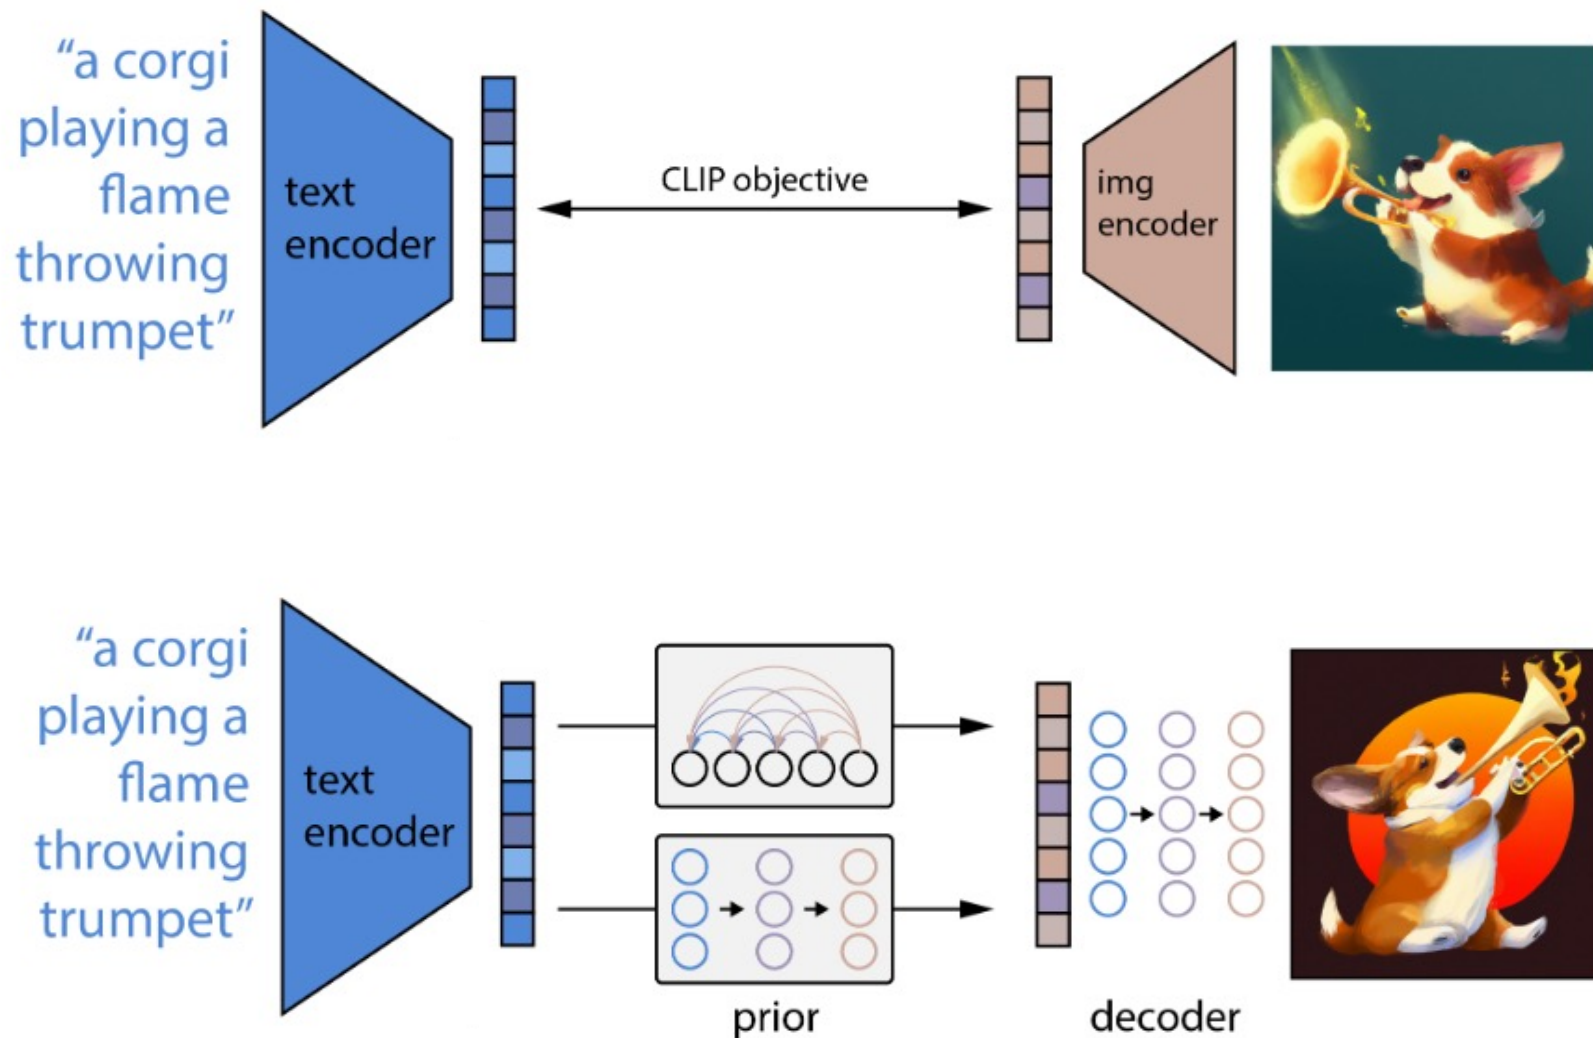 “a corgi
playing a
flame
throwing
trumpet”
text
encoder
CLIP objective
img
encoder
“a corgi
playing a
flame
throwing
trumpet”
text
encoder
prior
decoder